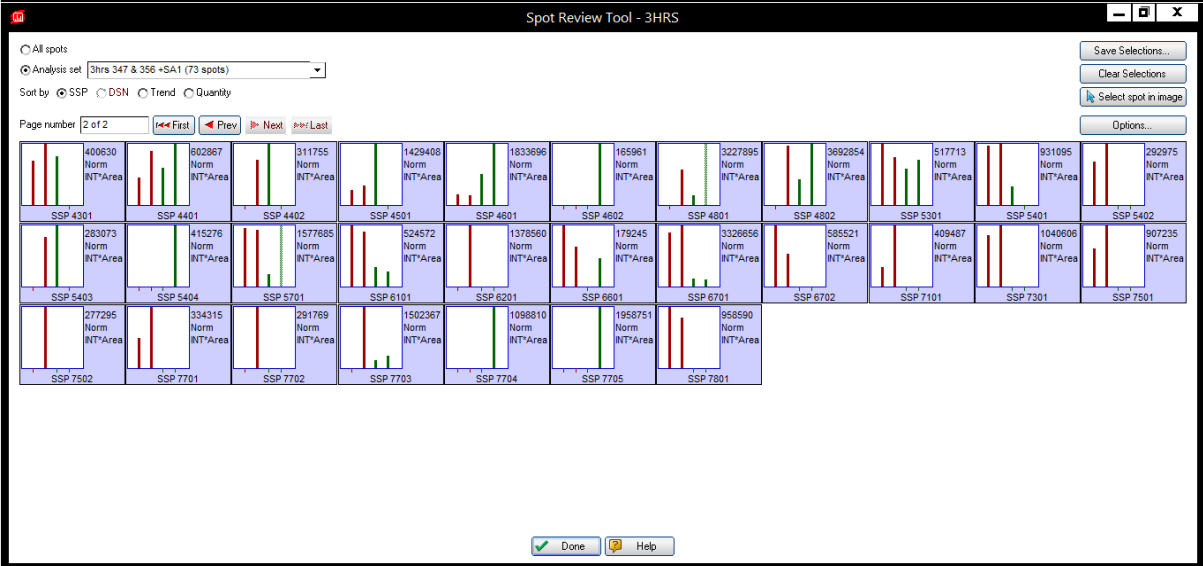 Spot Review Tool - 3HRS
All spots
Analysis set 3hrs 347 & 356 +SA1 (73 spots)
Sort by SSP DSN Trend Quantity
Page number 2 of 2 First Prev Next Last
Save Selections...
Clear Selections
Select spot in image
Options...
400630 Norm INT*Area SSP 4301
602867 Norm INT*Area SSP 4401
311755 Norm INT*Area SSP 4402
1429408 Norm INT*Area SSP 4501
1833696 Norm INT*Area SSP 4601
165961 Norm INT*Area SSP 4602
3227895 Norm INT*Area SSP 4801
3692854 Norm INT*Area SSP 4802
517713 Norm INT*Area SSP 5301
931095 Norm INT*Area SSP 5401
292975 Norm INT*Area SSP 5402
283073 Norm INT*Area SSP 5403
415276 Norm INT*Area SSP 5404
1577685 Norm INT*Area SSP 5701
524572 Norm INT*Area SSP 6101
1378560 Norm INT*Area SSP 6201
179245 Norm INT*Area SSP 6601
3326656 Norm INT*Area SSP 6701
585521 Norm INT*Area SSP 6702
409487 Norm INT*Area SSP 7101
1040606 Norm INT*Area SSP 7301
907235 Norm INT*Area SSP 7501
277295 Norm INT*Area SSP 7502
334315 Norm INT*Area SSP 7701
291769 Norm INT*Area SSP 7702
1502367 Norm INT*Area SSP 7703
1098810 Norm INT*Area SSP 7704
1958751 Norm INT*Area SSP 7705
958590 Norm INT*Area SSP 7801
Done
Help